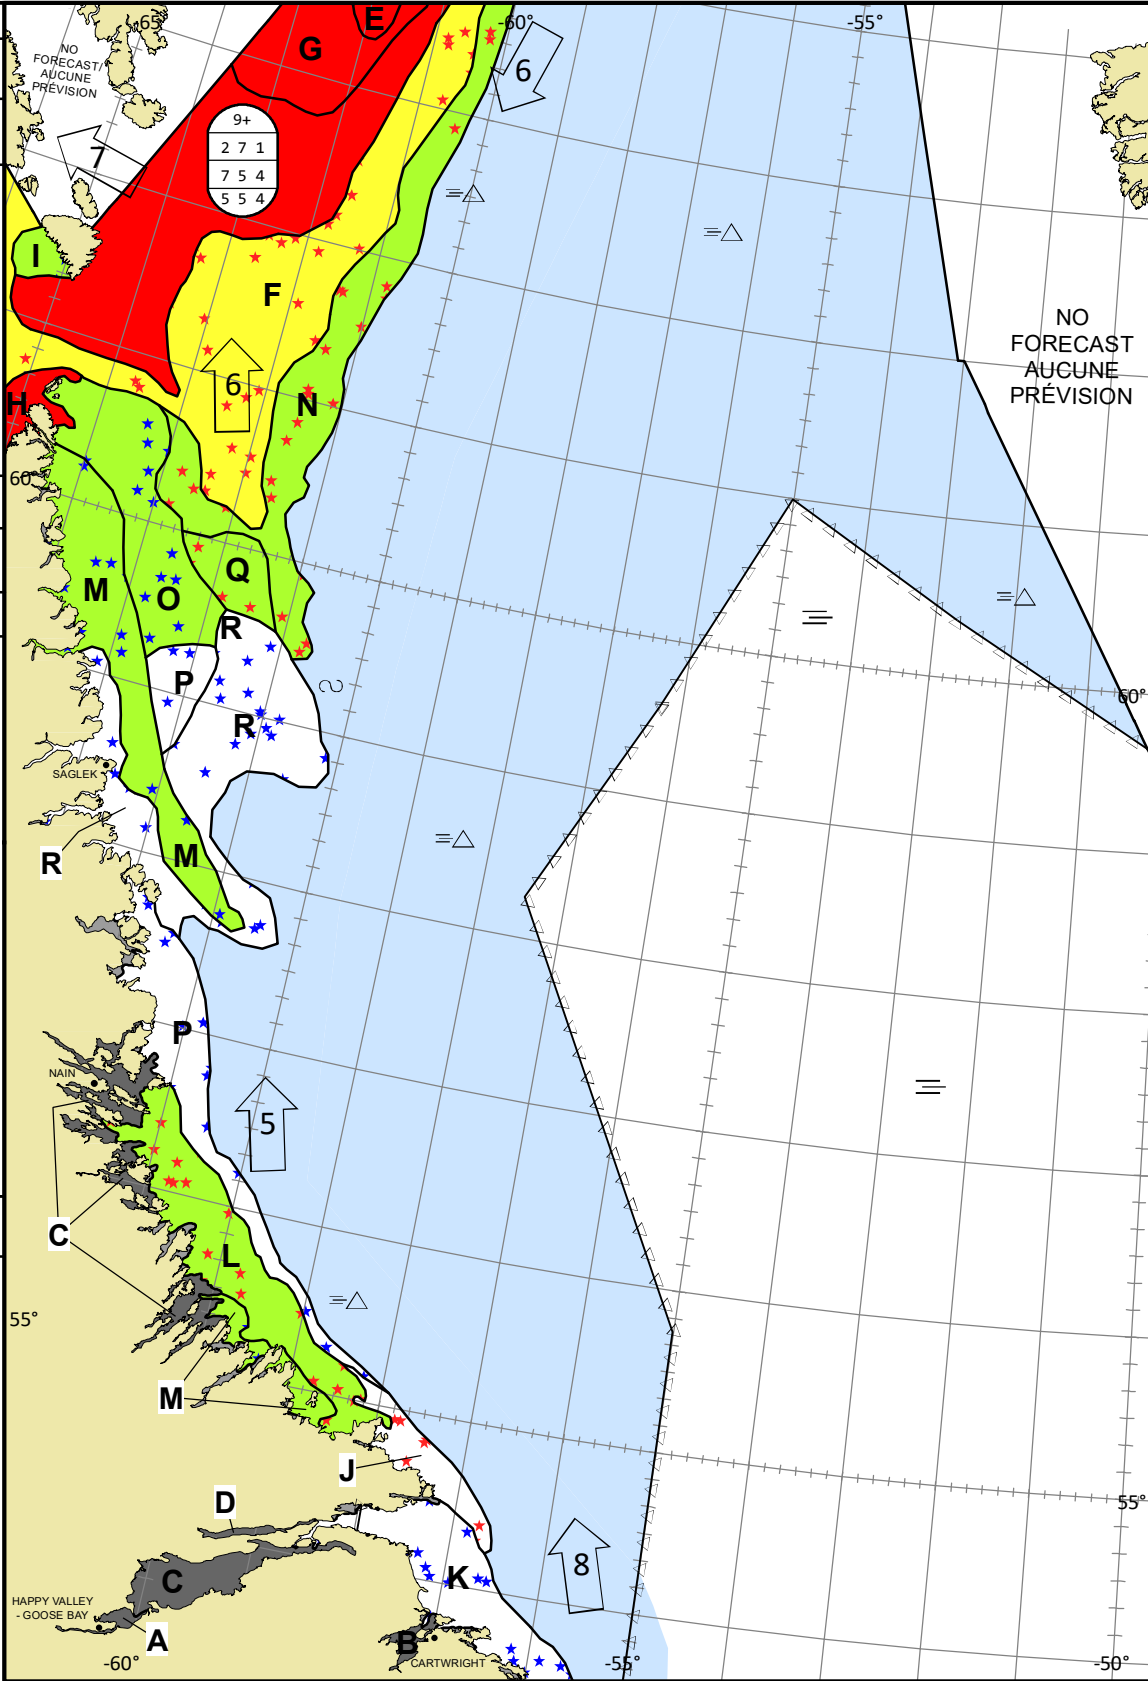 -65°
E
-60°
-55°
G
NO
FORECAST/
AUCUNE
PRÉVISION
6
9+
2 7 1
7 5 4
5 5 4
7
I
F
NO
FORECAST
AUCUNE
PRÉVISION
6
H
N
60°
Q
M
O
R
P
60°
R
SAGLEK
R
M
P
NAIN
5
C
L
55°
M
J
55°
D
8
C
K
HAPPY VALLEY
- GOOSE BAY
A
B
CARTWRIGHT
-60°
-55°
-50°